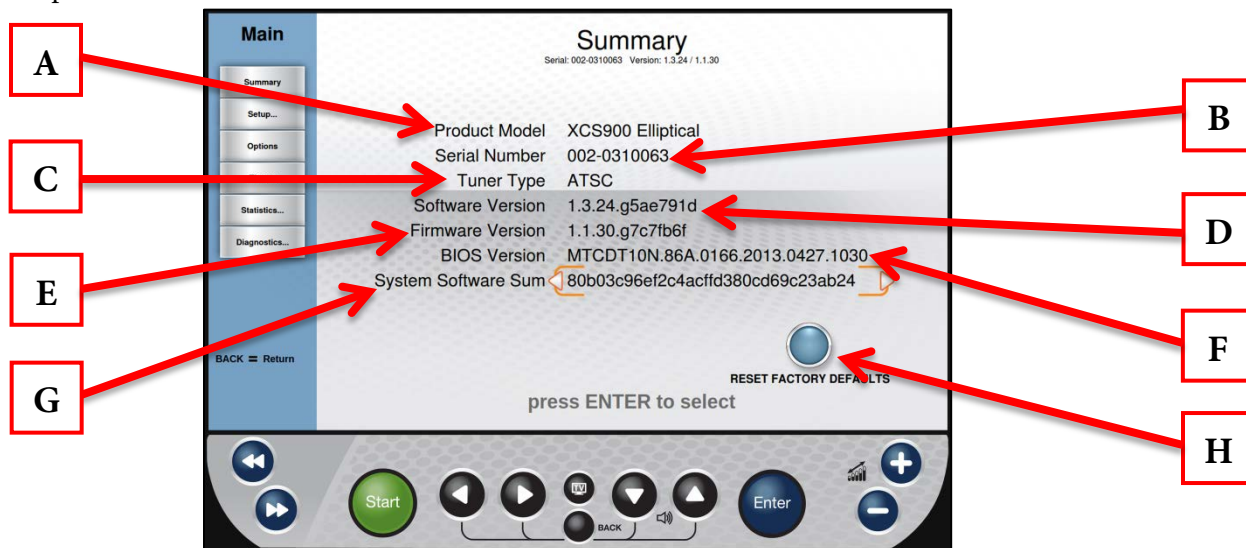 Main
Summary
Serial: 002-0310063 Version: 1.3.24 / 1.1.30
A
B
C
D
E
F
G
H
Summary
Setup...
Options
Statistics...
Diagnostics...
BACK = Return
Product Model XCS900 Elliptical
Serial Number 002-0310063
Tuner Type ATSC
Software Version 1.3.24.g5ae791d
Firmware Version 1.1.30.g7c7fb6f
BIOS Version MTCDT10N.86A.0166.2013.0427.1030
System Software Sum 80b03c96ef2c4acffd380cd69c23ab24
RESET FACTORY DEFAULTS
press ENTER to select
Start
TV
BACK
Enter